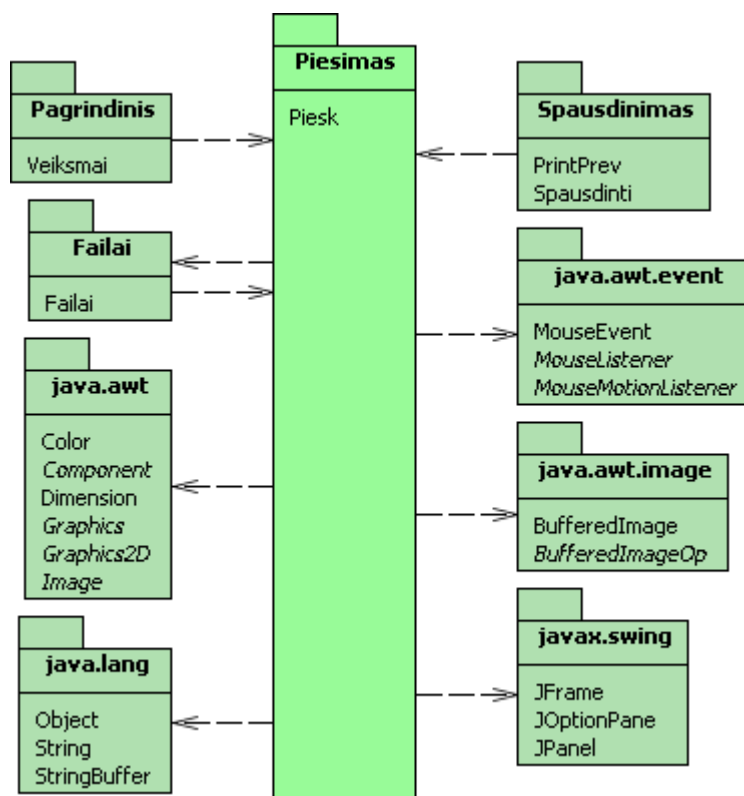 Piesimas
Piesk
Pagrindinis
Veiksmai
Failai
Failai
java.awt
Color
Component
Dimension
Graphics
Graphics2D
Image
java.lang
Object
String
StringBuffer
Spausdinimas
PrintPrev
Spausdinti
java.awt.event
MouseEvent
MouseListener
MouseMotionListener
java.awt.image
BufferedImage
BufferedImageOp
javax.swing
JFrame
JOptionPane
JPanel